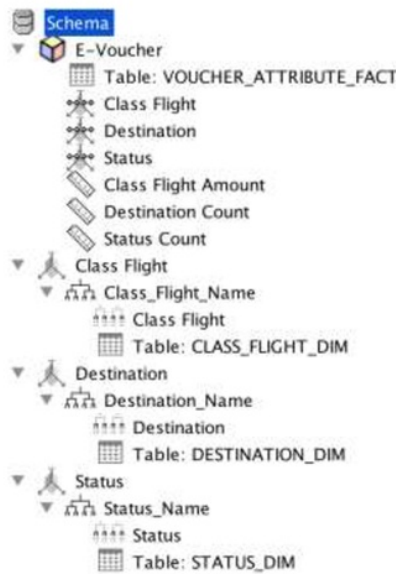 Schema
E-Voucher
Table: VOUCHER_ATTRIBUTE_FACT
Class Flight
Destination
Status
Class Flight Amount
Destination Count
Status Count
Class Flight
Class_Flight_Name
Class Flight
Table: CLASS_FLIGHT_DIM
Destination
Destination_Name
Destination
Table: DESTINATION_DIM
Status
Status_Name
Status
Table: STATUS_DIM